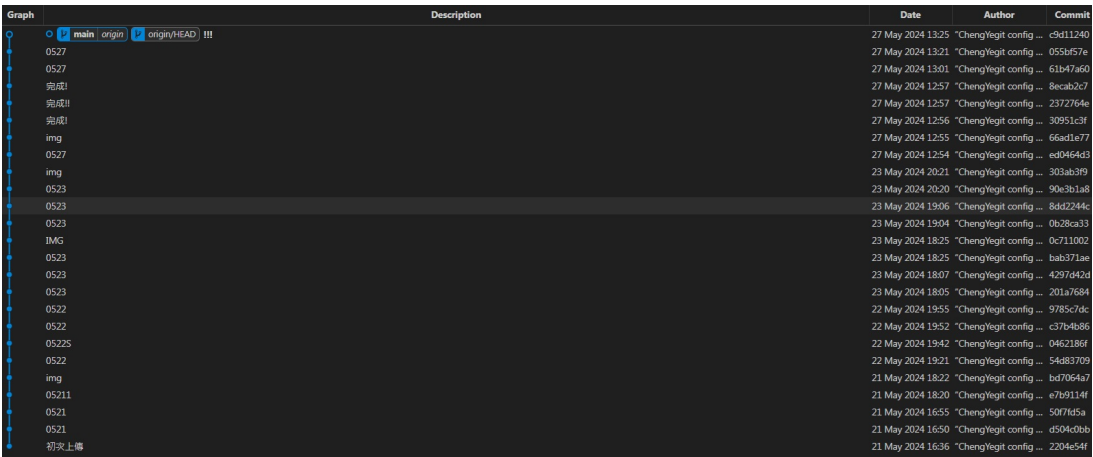 Graph Description Date Author Commit
main origin origin/HEAD !!! 27 May 2024 13:25 "ChengYegit config ... c9d11240
0527 27 May 2024 13:21 "ChengYegit config ... 055bf57e
0527 27 May 2024 13:01 "ChengYegit config ... 61b47a60
完成! 27 May 2024 12:57 "ChengYegit config ... 8ecab2c7
完成!! 27 May 2024 12:57 "ChengYegit config ... 2372764e
完成! 27 May 2024 12:56 "ChengYegit config ... 30951c3f
img 27 May 2024 12:55 "ChengYegit config ... 66ad1e77
0527 27 May 2024 12:54 "ChengYegit config ... ed0464d3
img 23 May 2024 20:21 "ChengYegit config ... 303ab3f9
0523 23 May 2024 20:20 "ChengYegit config ... 90e3b1a8
0523 23 May 2024 19:06 "ChengYegit config ... 8dd2244c
0523 23 May 2024 19:04 "ChengYegit config ... 0b28ca33
IMG 23 May 2024 18:25 "ChengYegit config ... 0c711002
0523 23 May 2024 18:25 "ChengYegit config ... bab371ae
0523 23 May 2024 18:07 "ChengYegit config ... 4297d42d
0523 23 May 2024 18:05 "ChengYegit config ... 201a7684
0522 22 May 2024 19:55 "ChengYegit config ... 9785c7dc
0522 22 May 2024 19:52 "ChengYegit config ... c37b4b86
0522S 22 May 2024 19:42 "ChengYegit config ... 0462186f
0522 22 May 2024 19:21 "ChengYegit config ... 54d83709
img 21 May 2024 18:22 "ChengYegit config ... bd7064a7
05211 21 May 2024 18:20 "ChengYegit config ... e7b9114f
0521 21 May 2024 16:55 "ChengYegit config ... 50f7fd5a
0521 21 May 2024 16:50 "ChengYegit config ... d504c0bb
初次上傳 21 May 2024 16:36 "ChengYegit config ... 2204e54f